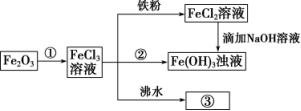 铁粉
FeCl₂溶液
Fe₂O₃
①
FeCl₃
溶液
②
滴加NaOH溶液
Fe(OH)₃浊液
沸水
③